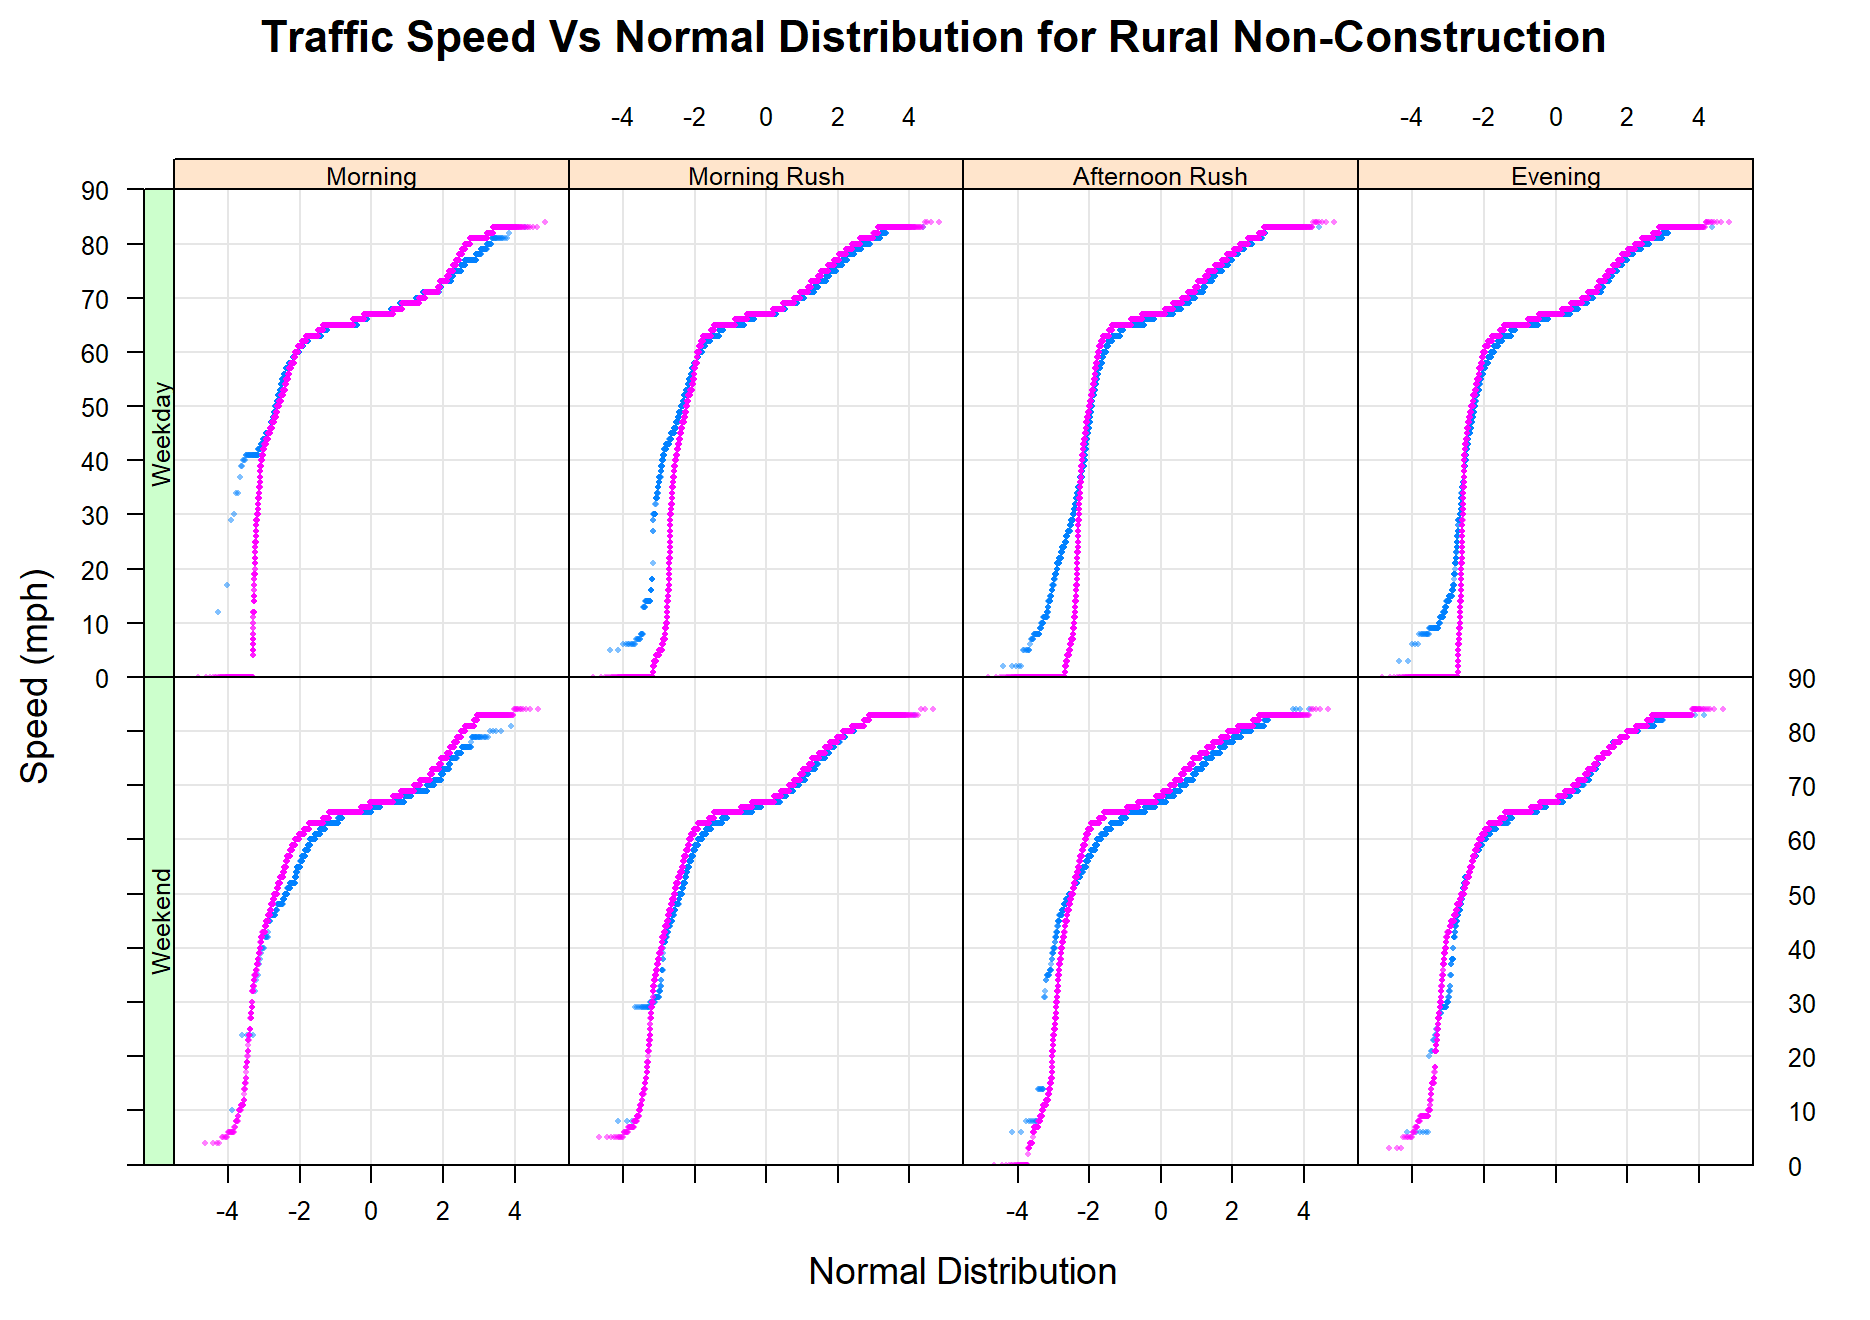 Traffic Speed Vs Normal Distribution for Rural Non-Construction
-4 -2 0 2 4 -4 -2 0 2 4
Morning Morning Rush Afternoon Rush Evening
90
80
70
60
50
40
30
20
10
0
Weekday
Speed (mph)
Weekend
90
80
70
60
50
40
30
20
10
0
-4 -2 0 2 4 -4 -2 0 2 4
Normal Distribution